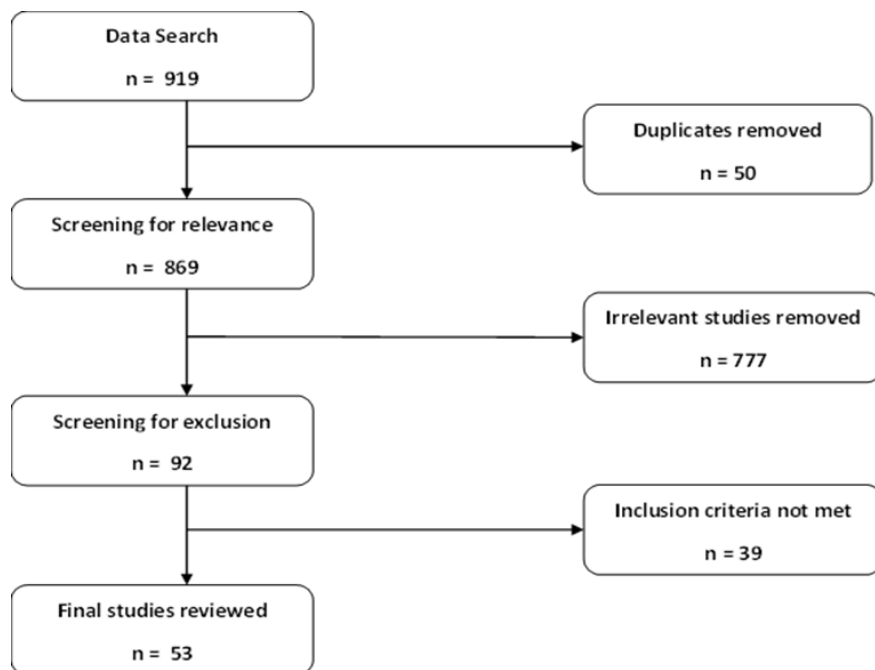 Data Search
n = 919
Duplicates removed
n = 50
Screening for relevance
n = 869
Irrelevant studies removed
n = 777
Screening for exclusion
n = 92
Inclusion criteria not met
n = 39
Final studies reviewed
n = 53